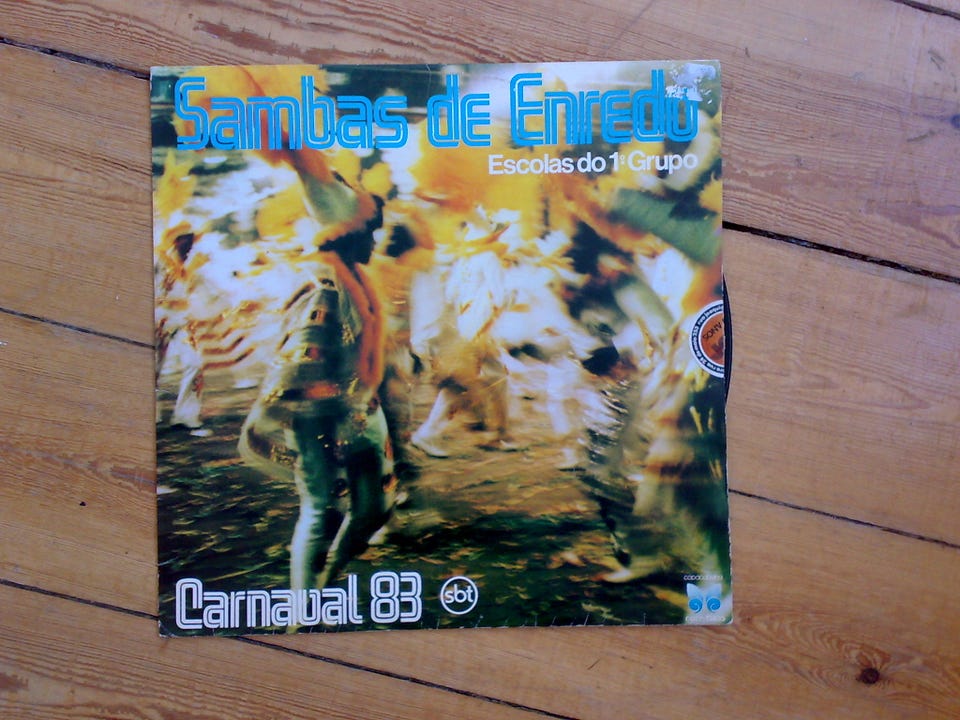 Sambas de Enredo
Escolas do 1º Grupo
Carnaval 83
sbt